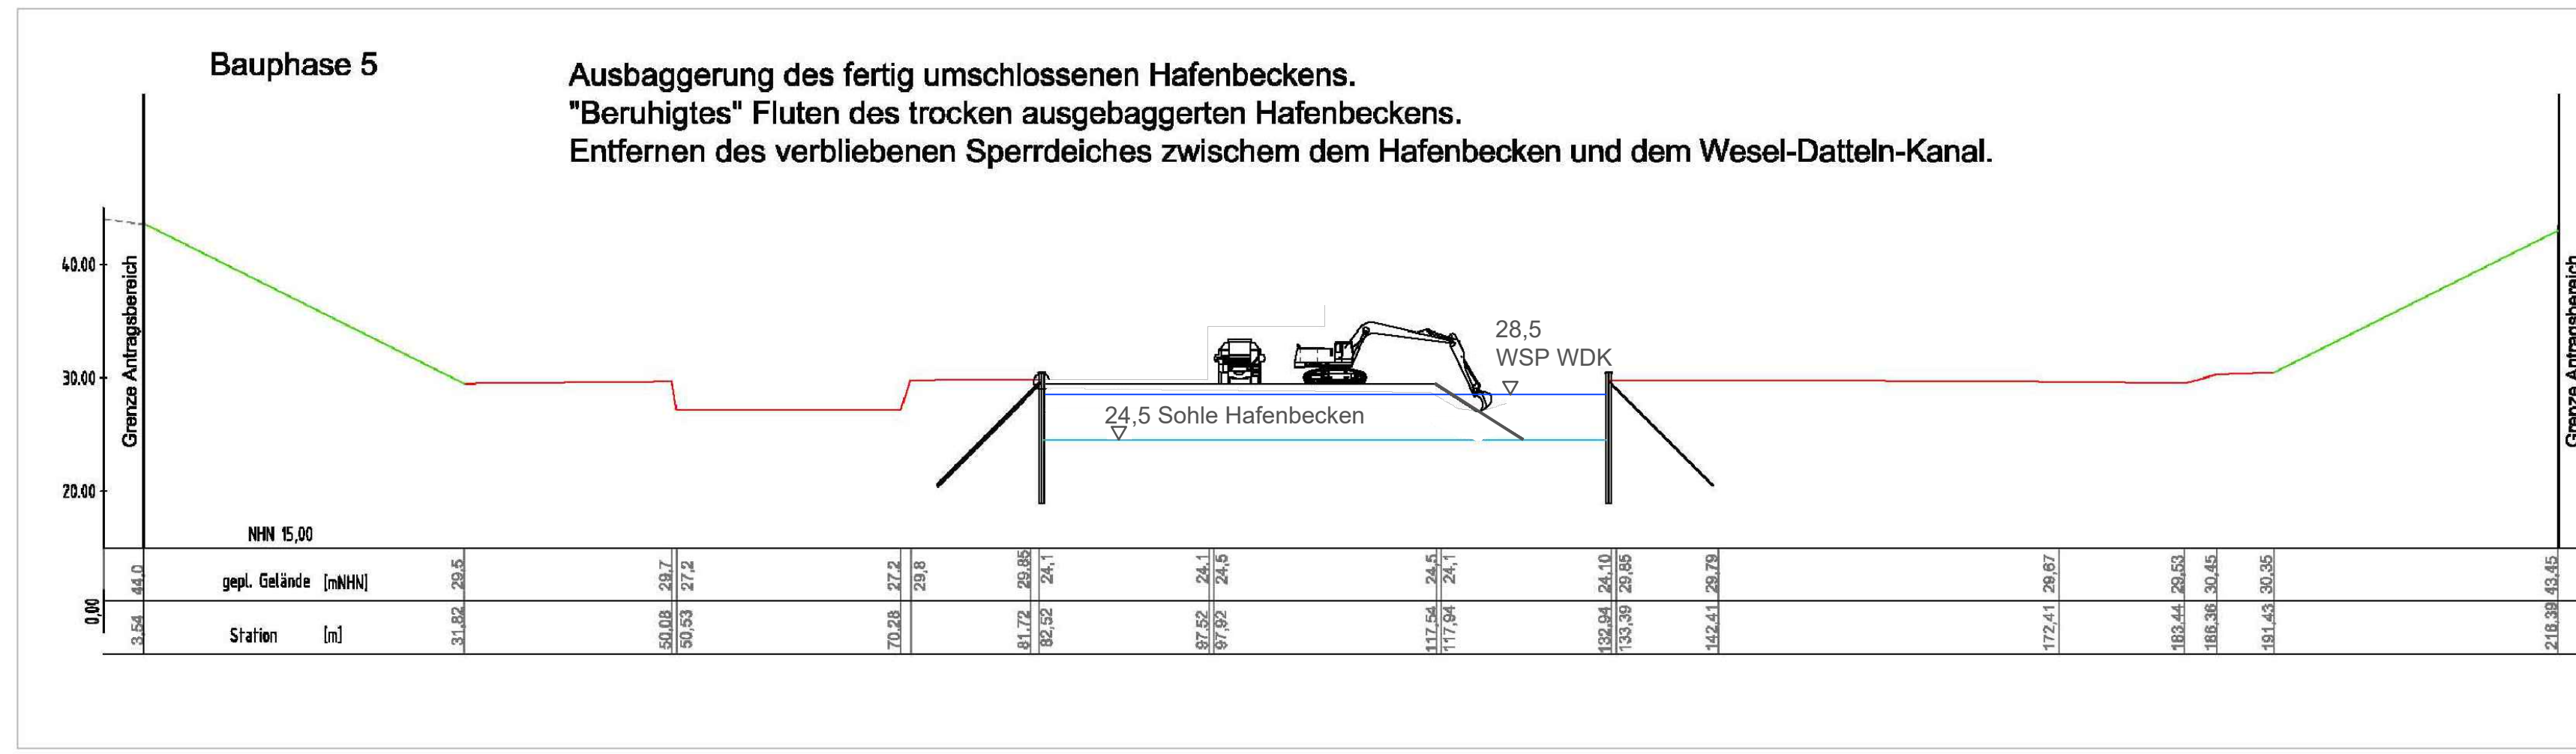 Bauphase 5
Ausbaggerung des fertig umschlossenen Hafenbeckens.
"Beruhigtes" Fluten des trocken ausgebaggerten Hafenbeckens.
Entfernen des verbliebenen Sperrdeiches zwischem dem Hafenbecken und dem Wesel-Datteln-Kanal.
40.00
30.00
20.00
Grenze Antragsbereich
28,5
WSP WDK
24,5 Sohle Hafenbecken
Grenze Antragsbereich
NHN 15,00
gepl. Gelände [mNHN]
44,0 29,5 29,7 27,2 27,2 29,8 29,85 24,1 24,1 24,5 24,5 24,1 24,10 29,85 29,79 29,67 29,53 30,45 30,35 43,45
0,00
Station [m]
3,54 31,82 50,08 50,53 70,28 81,72 82,52 97,52 97,92 117,54 117,94 132,94 133,39 142,41 172,41 183,44 186,36 191,43 216,39